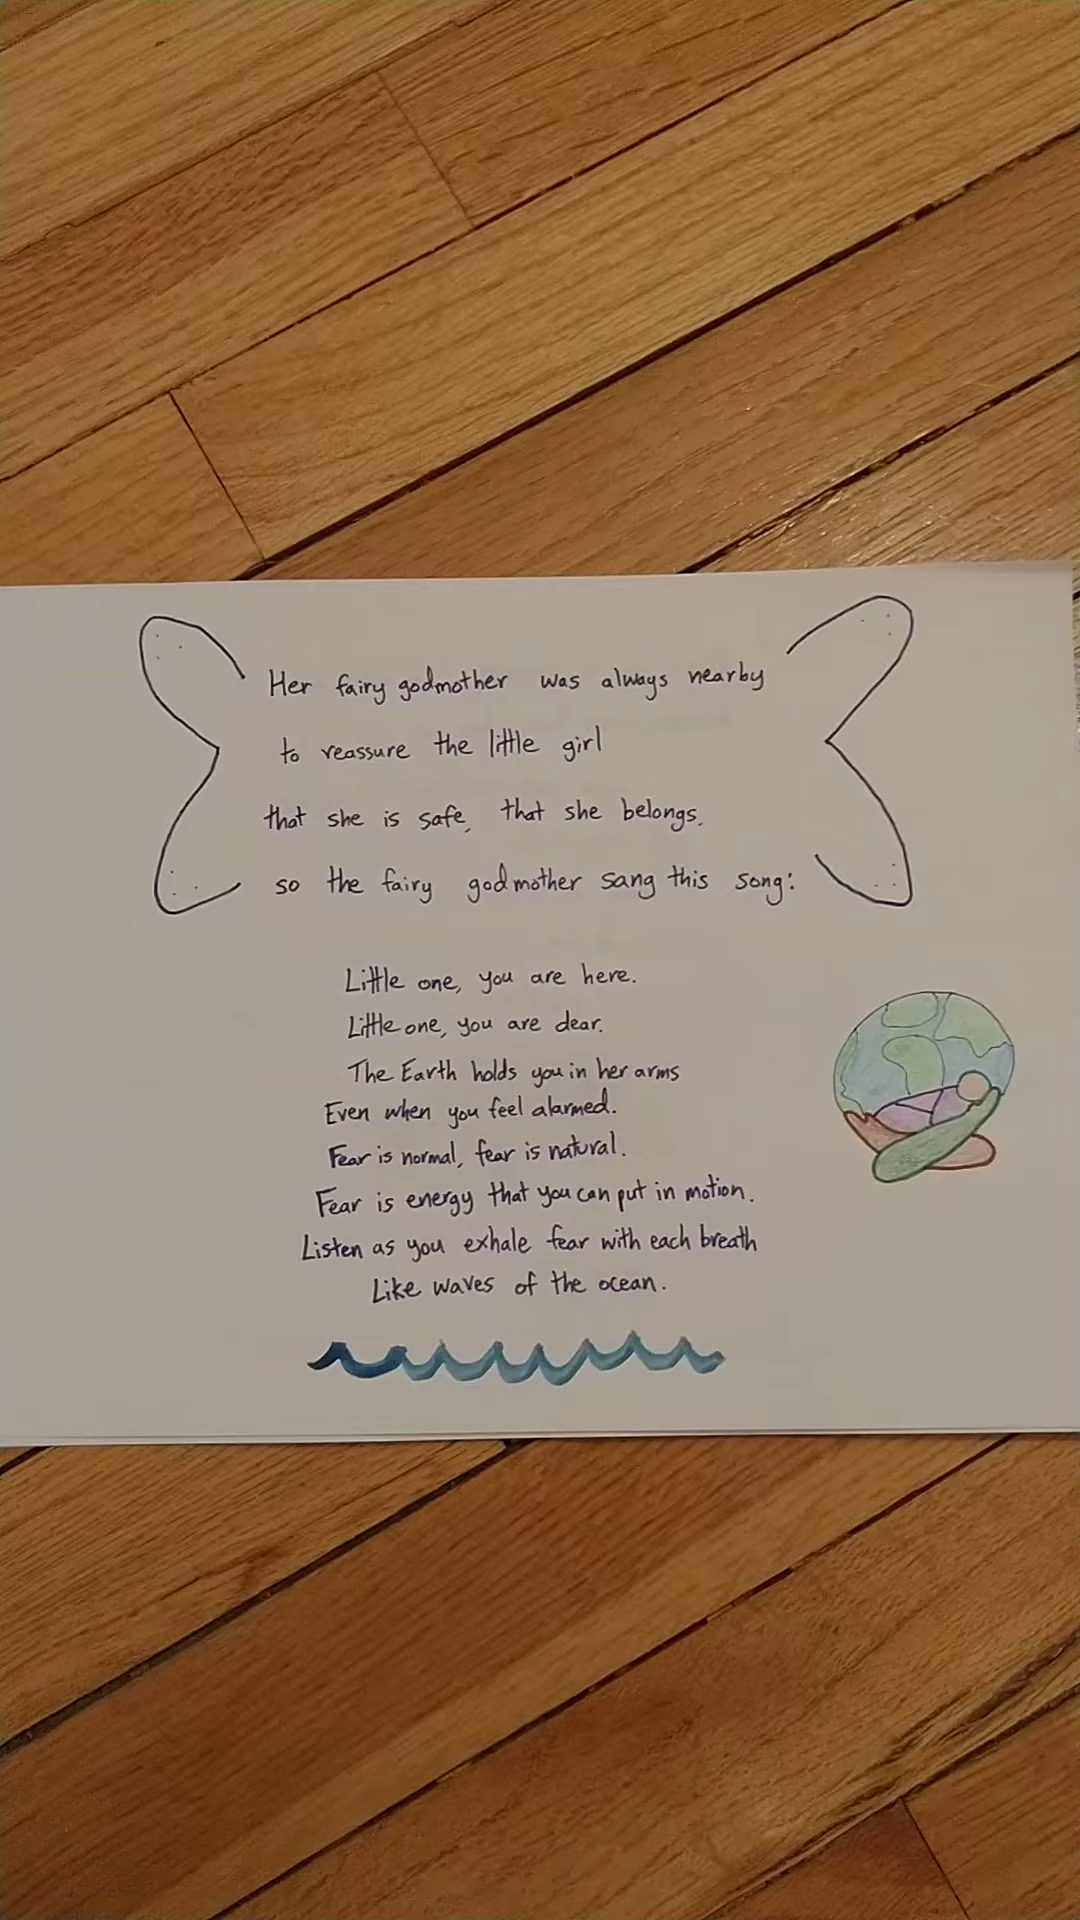 Her fairy godmother was always nearby
to reassure the little girl
that she is safe, that she belongs,
so the fairy godmother sang this song:
Little one, you are here.
Little one, you are dear.
The Earth holds you in her arms
Even when you feel alarmed.
Fear is normal, fear is natural.
Fear is energy that you can put in motion.
Listen as you exhale fear with each breath
Like waves of the ocean.